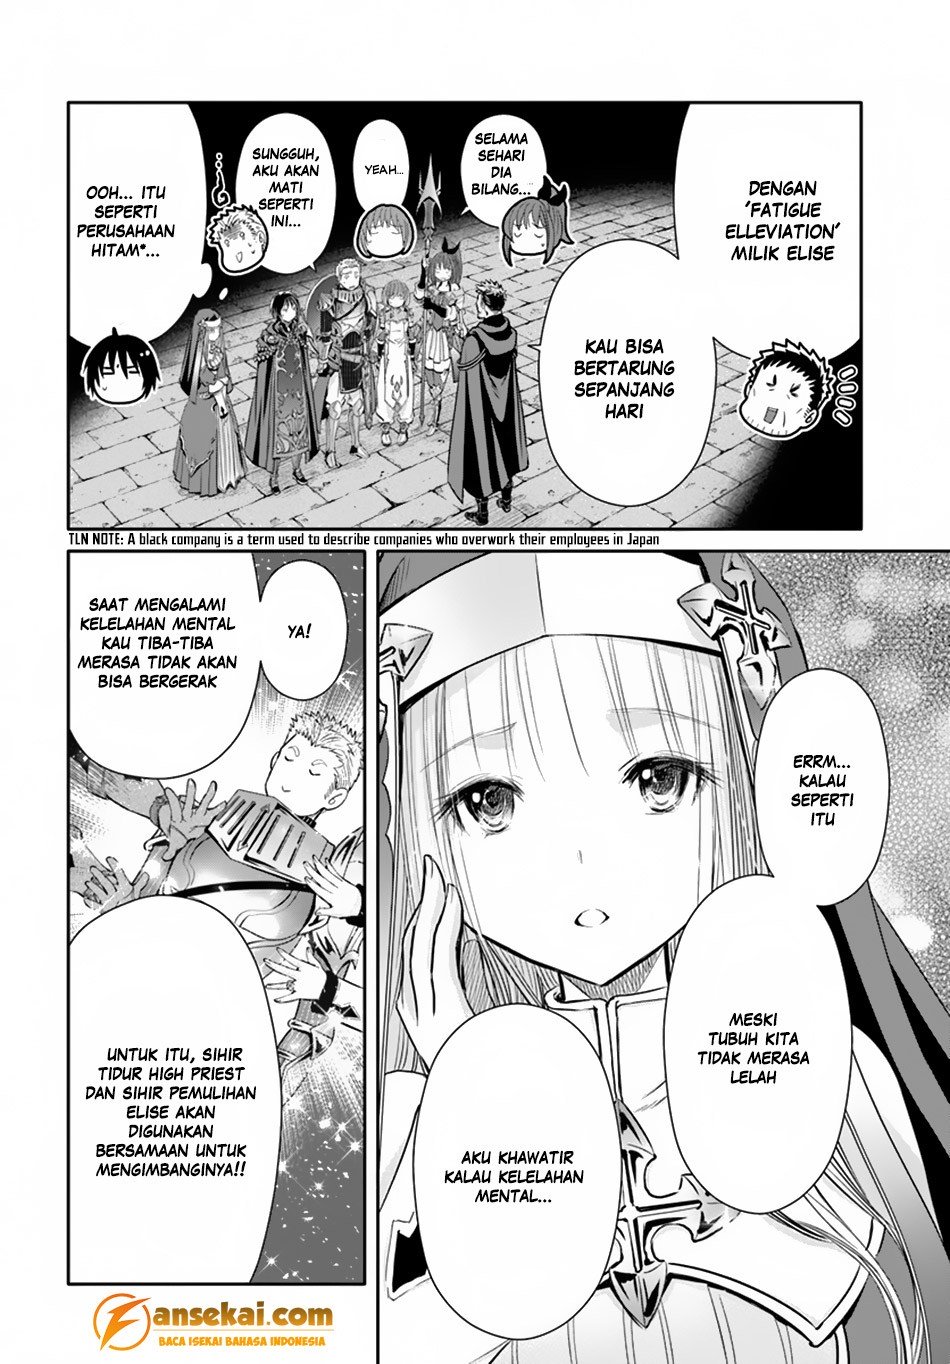 DENGAN
'FATIGUE
ELLEVIATION'
MILIK ELISE
KAU BISA
BERTARUNG
SEPANJANG
HARI
SELAMA
SEHARI
DIA
BILANG...
YEAH...
SUNGGUH,
AKU AKAN
MATI
SEPERTI
INI...
OOH... ITU
SEPERTI
PERUSAHAAN
HITAM*...
TLN NOTE: A black company is a term used to describe companies who overwork their employees in Japan
ERRM...
KALAU
SEPERTI
ITU
MESKI
TUBUH KITA
TIDAK MERASA
LELAH
AKU KHAWATIR
KALAU KELELAHAN
MENTAL...
YA!
SAAT MENGALAMI
KELELAHAN MENTAL
KAU TIBA-TIBA
MERASA TIDAK AKAN
BISA BERGERAK
UNTUK ITU, SIHIR
TIDUR HIGH PRIEST
DAN SIHIR PEMULIHAN
ELISE AKAN
DIGUNAKAN
BERSAMAAN UNTUK
MENGIMBANGINYA!!
ansekai.com
BACA ISEKAI BAHASA INDONESIA